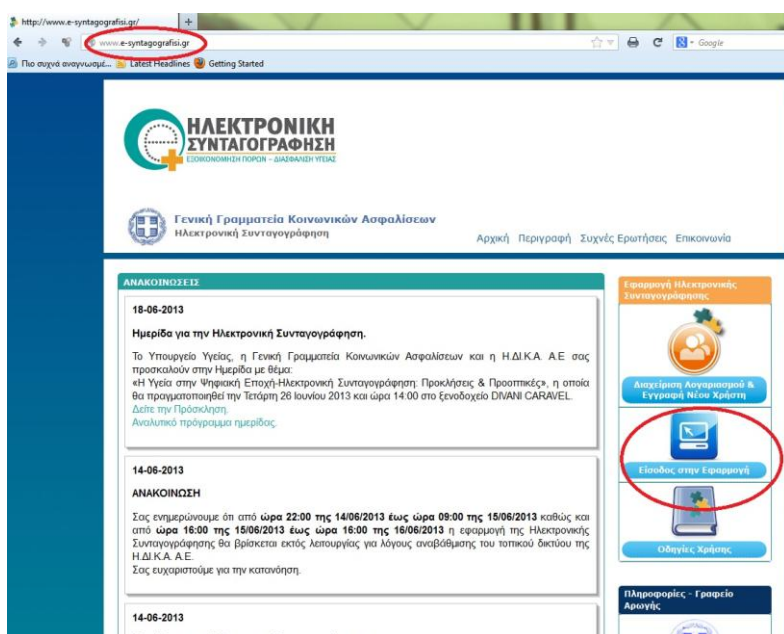 http://www.e-syntagografisi.gr/
www.e-syntagografisi.gr
Google
Πιο συχνά αναγνωσμέ... Latest Headlines Getting Started
ΗΛΕΚΤΡΟΝΙΚΗ
ΣΥΝΤΑΓΟΓΡΑΦΗΣΗ
ΕΞΟΙΚΟΝΟΜΗΣΗ ΠΟΡΩΝ - ΔΙΑΣΦΑΛΙΣΗ ΥΓΕΙΑΣ
Γενική Γραμματεία Κοινωνικών Ασφαλίσεων
Ηλεκτρονική Συνταγογράφηση
Αρχική Περιγραφή Συχνές Ερωτήσεις Επικοινωνία
ΑΝΑΚΟΙΝΩΣΕΙΣ
18-06-2013
Ημερίδα για την Ηλεκτρονική Συνταγογράφηση.
Το Υπουργείο Υγείας, η Γενική Γραμματεία Κοινωνικών Ασφαλίσεων και η Η.ΔΙ.Κ.Α. Α.Ε σας
προσκαλούν στην Ημερίδα με θέμα:
«Η Υγεία στην Ψηφιακή Εποχή-Ηλεκτρονική Συνταγογράφηση: Προκλήσεις & Προοπτικές», η οποία
θα πραγματοποιηθεί την Τετάρτη 26 Ιουνίου 2013 και ώρα 14:00 στο ξενοδοχείο DIVANI CARAVEL.
Δείτε την Πρόσκληση.
Αναλυτικό πρόγραμμα ημερίδας.
14-06-2013
ΑΝΑΚΟΙΝΩΣΗ
Σας ενημερώνουμε ότι από ώρα 22:00 της 14/06/2013 έως ώρα 09:00 της 15/06/2013 καθώς και
από ώρα 16:00 της 15/06/2013 έως ώρα 16:00 της 16/06/2013 η εφαρμογή της Ηλεκτρονικής
Συνταγογράφησης θα βρίσκεται εκτός λειτουργίας για λόγους αναβάθμισης του τοπικού δικτύου της
Η.ΔΙ.Κ.Α. Α.Ε.
Σας ευχαριστούμε για την κατανόηση.
14-06-2013
Εφαρμογή Ηλεκτρονικής
Συνταγογράφησης
Διαχείριση Λογαριασμού &
Εγγραφή Νέου Χρήστη
Είσοδος στην Εφαρμογή
Οδηγίες Χρήσης
Πληροφορίες - Γραφείο
Αρωγής